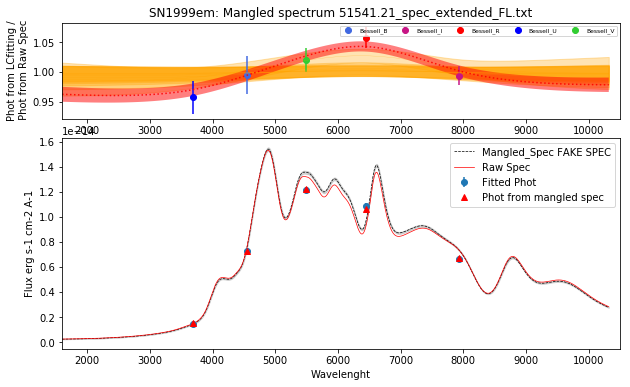 SN1999em: Mangled spectrum 51541.21_spec_extended_FL.txt
Phot from LCfitting /
Phot from Raw Spec
1.05
1.00
0.95
Bessell_B
Bessell_I
Bessell_R
Bessell_U
Bessell_V
2000 3000 4000 5000 6000 7000 8000 9000 10000
1e−14
Flux erg s-1 cm-2 A-1
1.6
1.4
1.2
1.0
0.8
0.6
0.4
0.2
0.0
Mangled_Spec FAKE SPEC
Raw Spec
Fitted Phot
Phot from mangled spec
2000 3000 4000 5000 6000 7000 8000 9000 10000
Wavelenght